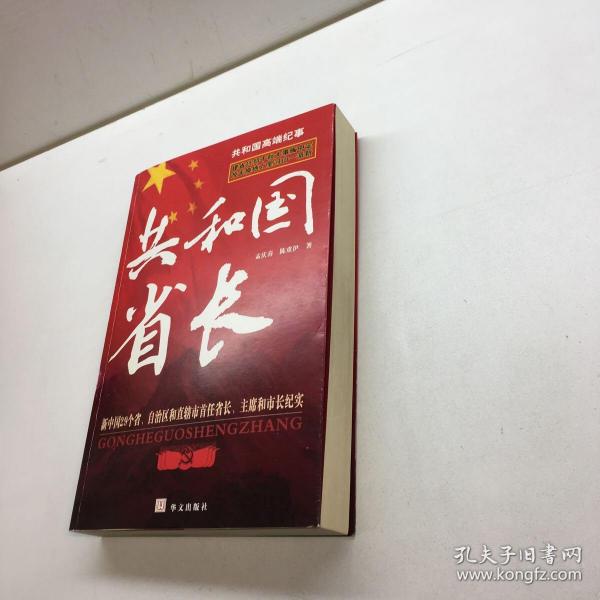 共和国高端纪事
共和国
孟庆春 陈重伊 著
省长
新中国29个省、自治区和直辖市首任省长、主席和市长纪实
GONGHEGUOSHENGZHANG
华文出版社
孔夫子旧书网
www.kongfz.com